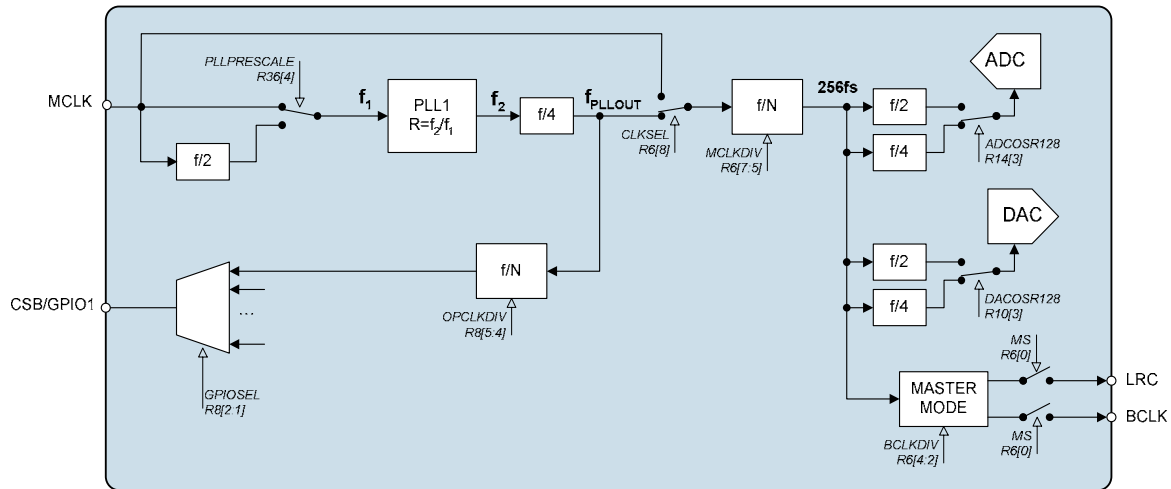 PLLPRESCALE
R36[4]
MCLK
f/2
f1
PLL1
R=f2/f1
f2
f/4
fPLLOUT
CLKSEL
R6[8]
f/N
MCLKDIV
R6[7:5]
256fs
f/2
f/4
ADC
ADCOSR128
R14[3]
DAC
f/2
f/4
DACOSR128
R10[3]
CSB/GPIO1
...
GPIOSEL
R8[2:1]
f/N
OPCLKDIV
R8[5:4]
MASTER
MODE
BCLKDIV
R6[4:2]
MS
R6[0]
LRC
BCLK
MS
R6[0]